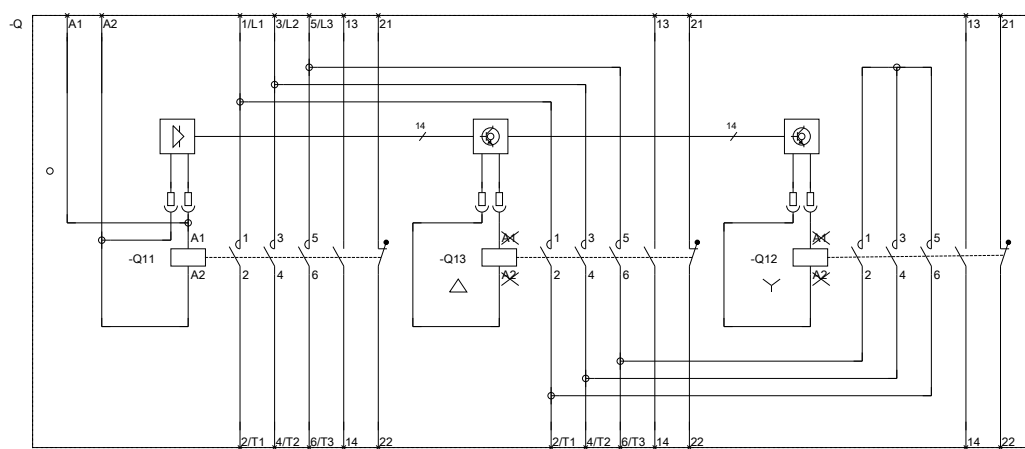 -Q A1 A2 1/L1 3/L2 5/L3 13 21 13 21 13 21
14 14
A1 1 3 5 A1 1 3 5 A1 1 3 5
-Q11 -Q13 -Q12
A2 2 4 6 A2 2 4 6 A2 2 4 6
2/T1 4/T2 6/T3 14 22 2/T1 4/T2 6/T3 14 22 14 22